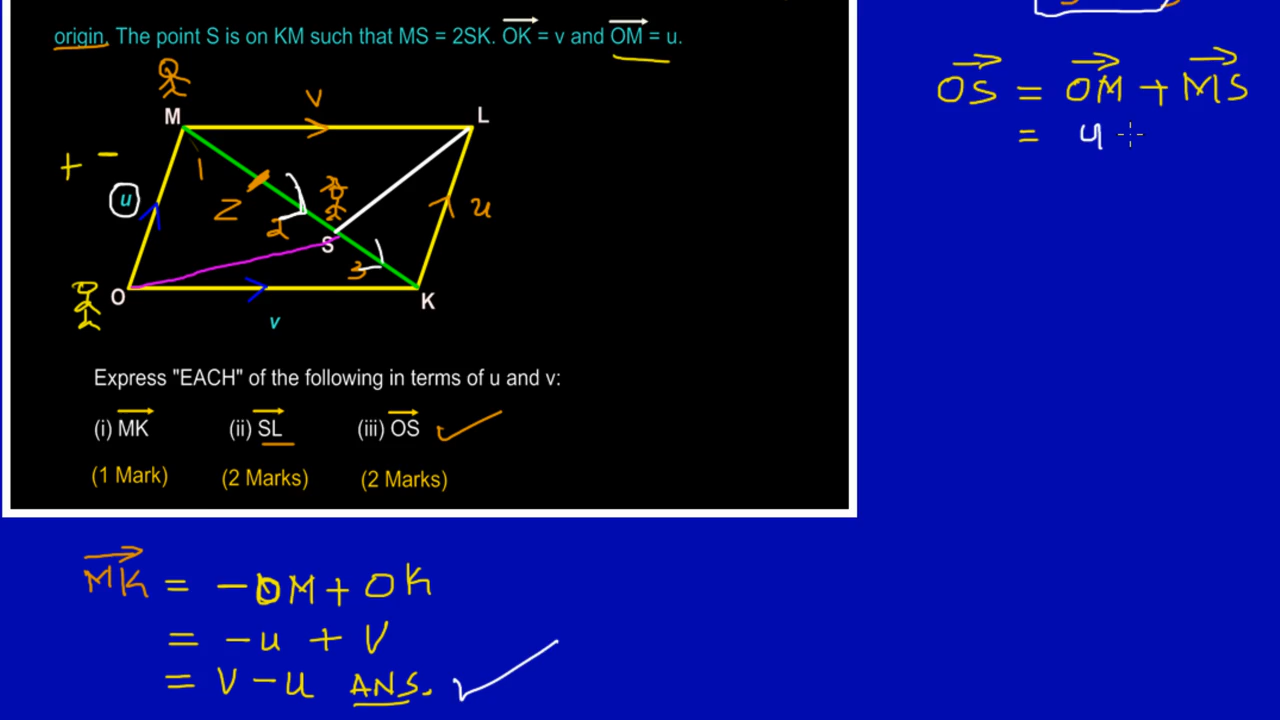 origin. The point S is on KM such that MS = 2SK. OK = v and OM = u.
M
V
L
+ -
1
u
2
2
u
S
3
O
K
v
Express "EACH" of the following in terms of u and v:
(i) MK (ii) SL (iii) OS
(1 Mark) (2 Marks) (2 Marks)
MK = -OM + OK
= -u + V
= V - u ANS.
OS = OM + MS
= u